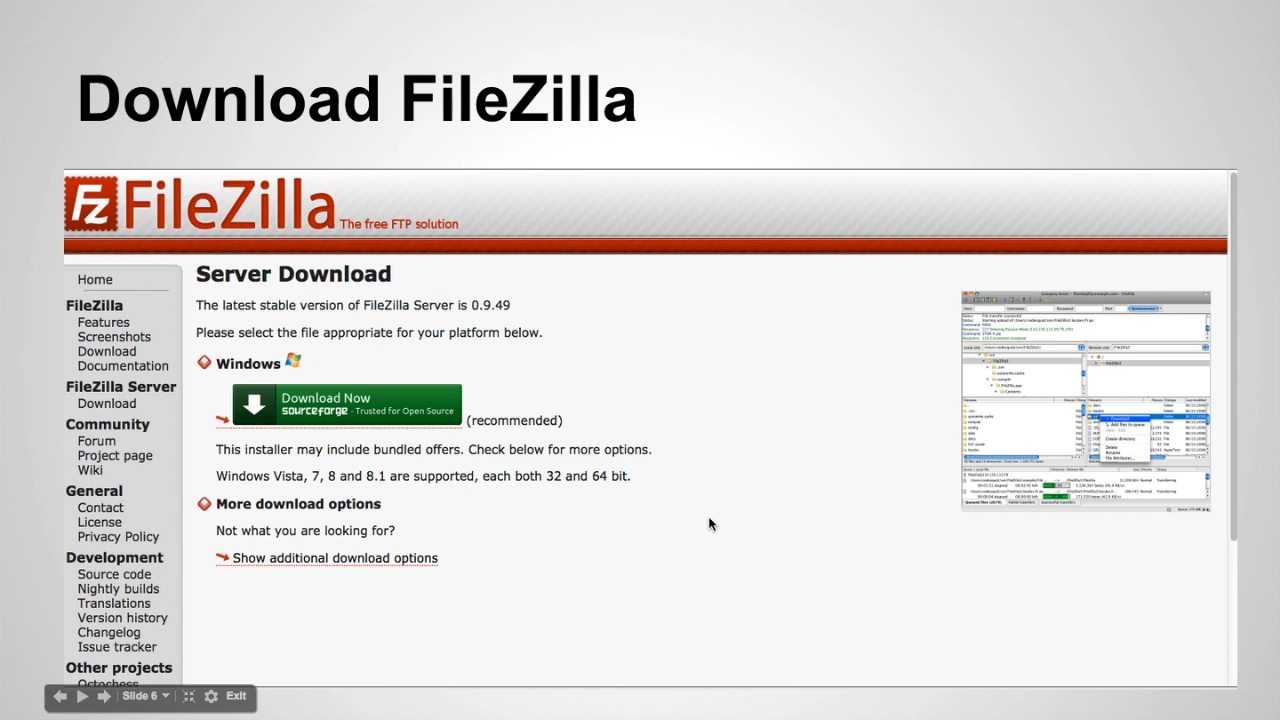 Download FileZilla
Fz FileZilla The free FTP solution
Home
FileZilla
Features
Screenshots
Download
Documentation
FileZilla Server
Download
Community
Forum
Project page
Wiki
General
Contact
License
Privacy Policy
Development
Source code
Nightly builds
Translations
Version history
Changelog
Issue tracker
Other projects
Octochess
Server Download
The latest stable version of FileZilla Server is 0.9.49
Please select the file appropriate for your platform below.
Windows
Download Now
sourceforge - Trusted for Open Source
(recommended)
This installer may include bundled offers. Check below for more options.
Windows Vista, 7, 8 and 8.1 are supported, each both 32 and 64 bit.
More download options
Not what you are looking for?
Show additional download options
Slide 6
Exit